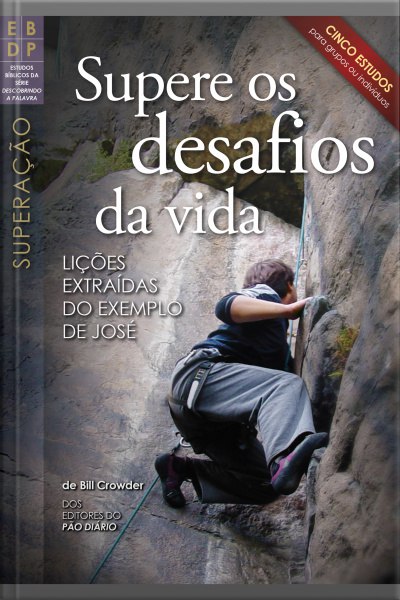 E B
D P
ESTUDOS
BÍBLICOS DA
SÉRIE
DESCOBRINDO
A PALAVRA
SUPERAÇÃO
CINCO ESTUDOS
para grupos ou indivíduos
Supere os
desafios
da vida
LIÇÕES
EXTRAÍDAS
DO EXEMPLO
DE JOSÉ
de Bill Crowder
DOS
EDITORES DO
PÃO DIÁRIO